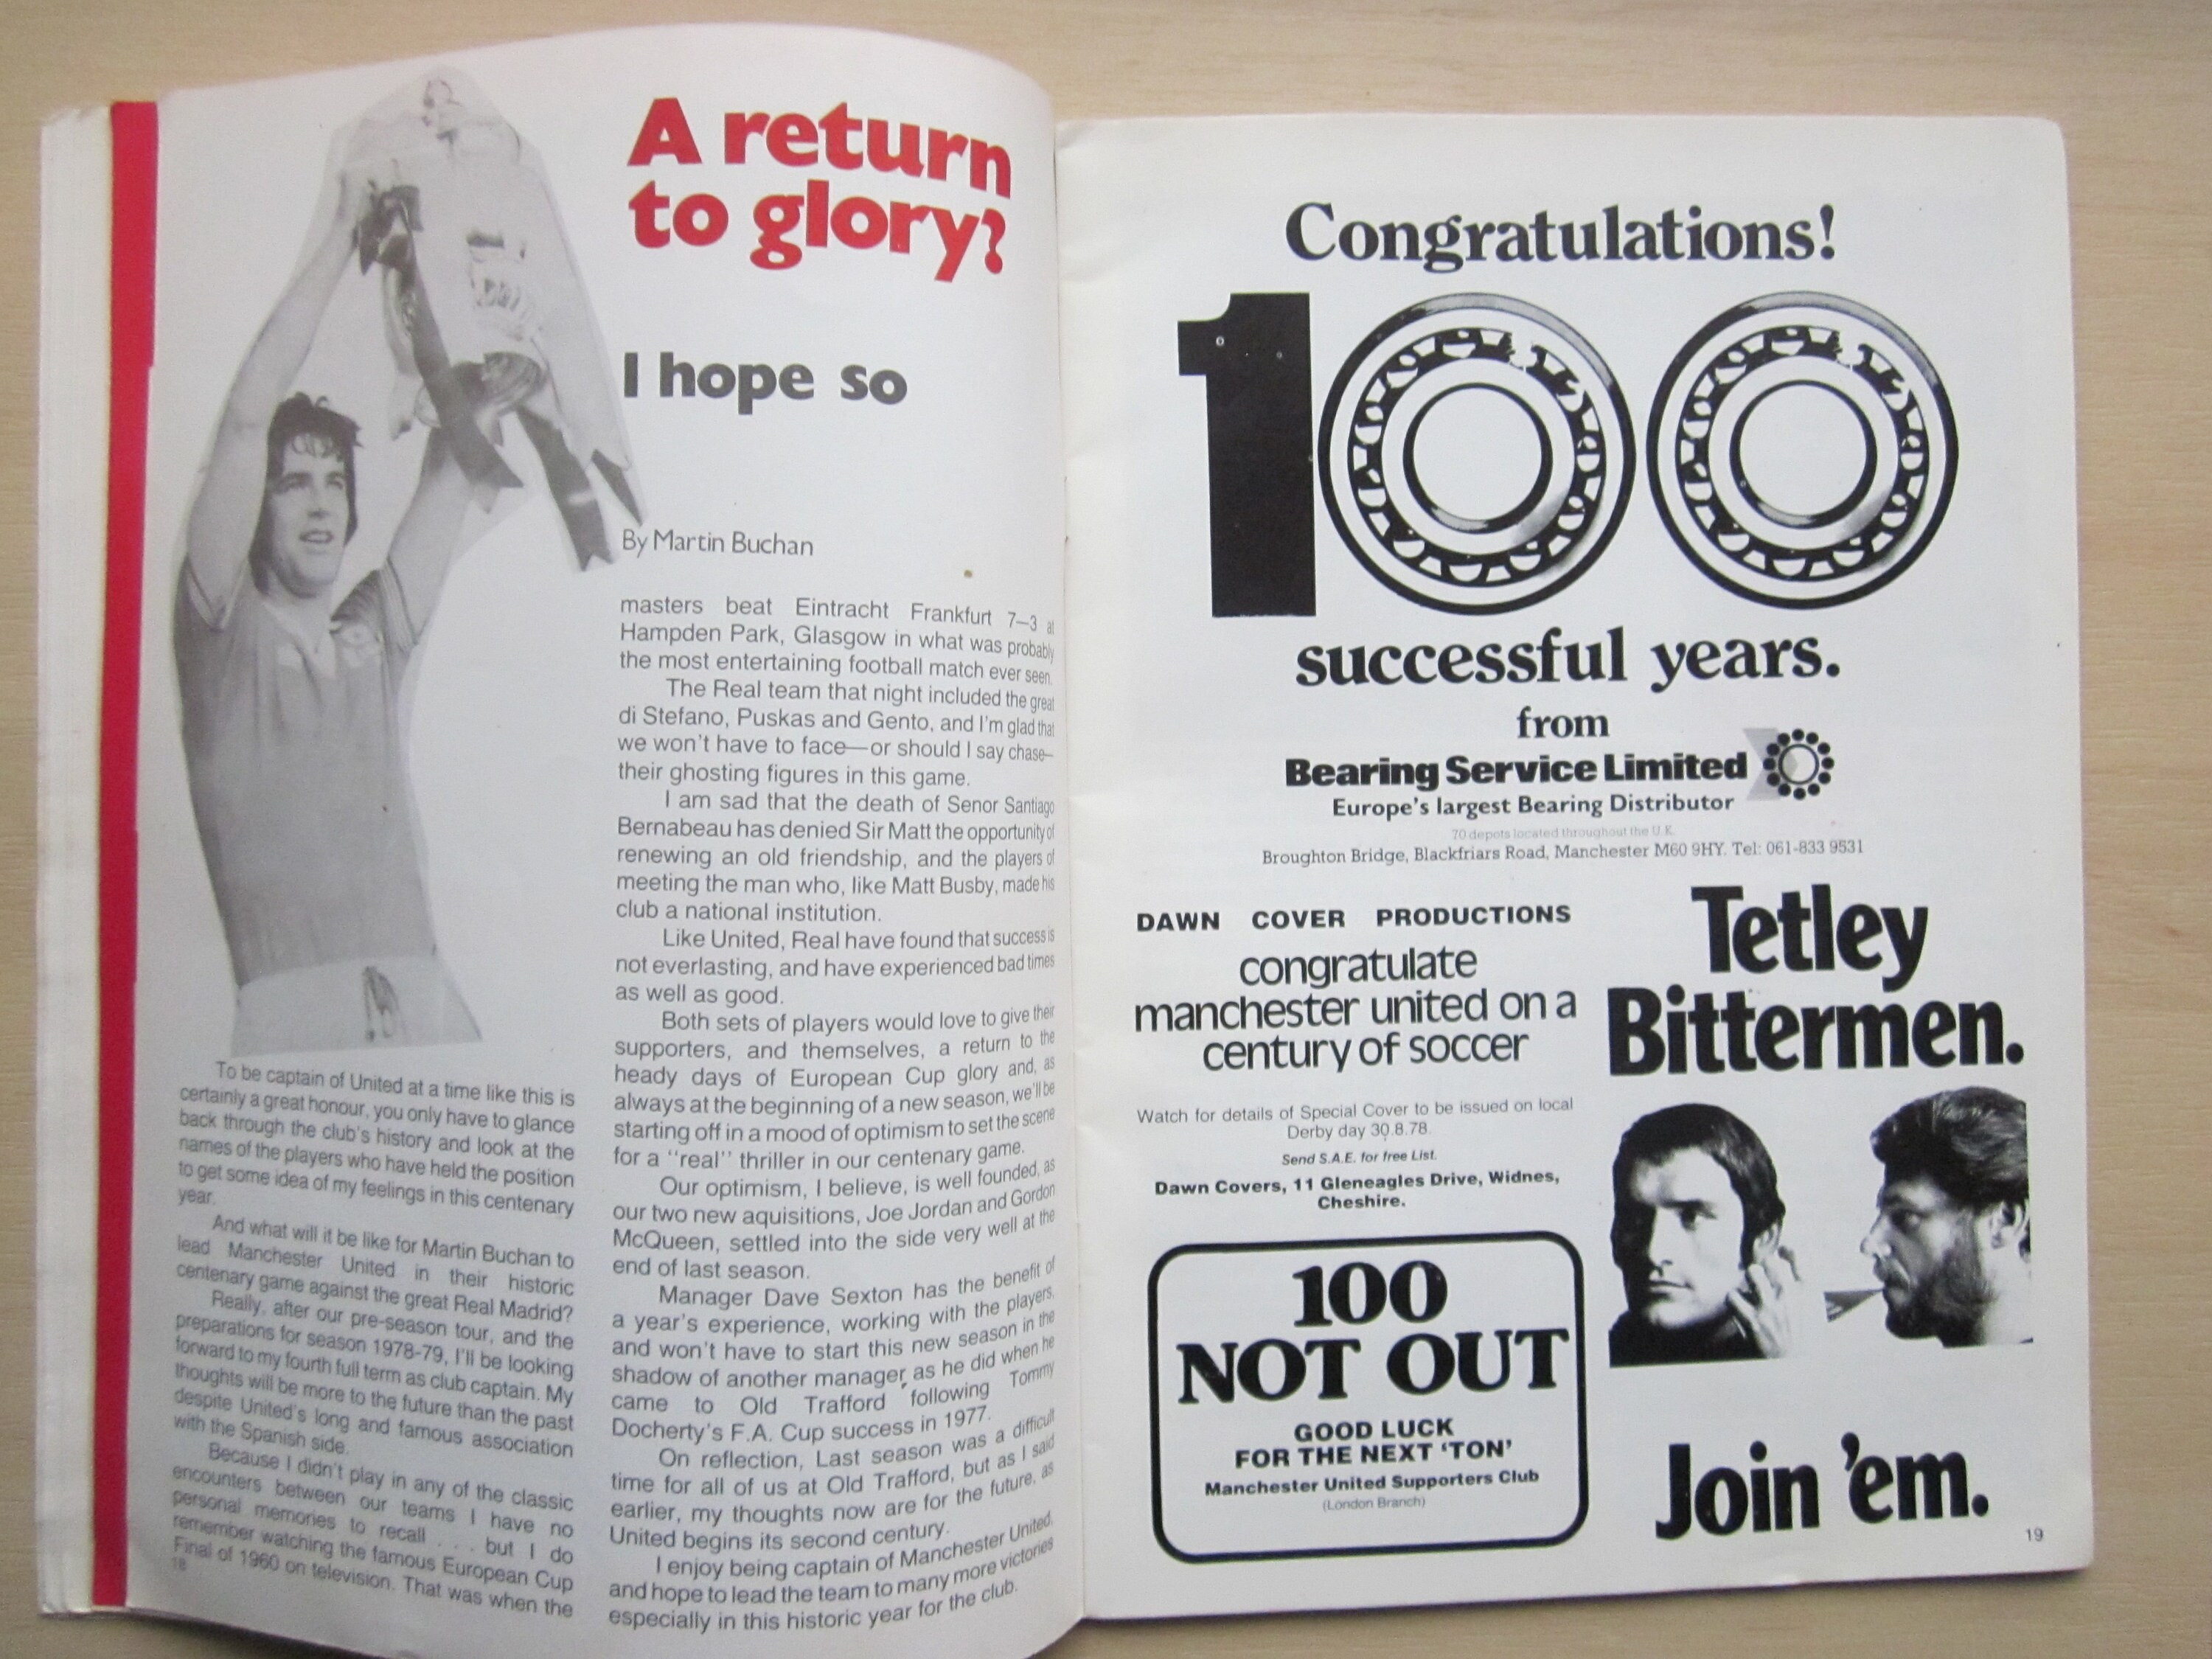 A return
to glory?
I hope so
By Martin Buchan
To be captain of United at a time like this is
certainly a great honour, you only have to glance
back through the club's history and look at the
names of the players who have held the position
to get some idea of my feelings in this centenary
year.
And what will it be like for Martin Buchan to
lead Manchester United in their historic
centenary game against the great Real Madrid?
Really, after our pre-season tour, and the
preparations for season 1978-79, I'll be looking
forward to my fourth full term as club captain. My
thoughts will be more to the future than the past
despite United's long and famous association
with the Spanish side.
Because I didn't play in any of the classic
encounters between our teams I have no
personal memories to recall . . . but I do
remember watching the famous European Cup
Final of 1960 on television. That was when the
18
masters beat Eintracht Frankfurt 7–3 at
Hampden Park, Glasgow in what was probably
the most entertaining football match ever seen.
The Real team that night included the great
di Stefano, Puskas and Gento, and I'm glad that
we won't have to face—or should I say chase—
their ghosting figures in this game.
I am sad that the death of Senor Santiago
Bernabeau has denied Sir Matt the opportunity of
renewing an old friendship, and the players of
meeting the man who, like Matt Busby, made his
club a national institution.
Like United, Real have found that success is
not everlasting, and have experienced bad times
as well as good.
Both sets of players would love to give their
supporters, and themselves, a return to the
heady days of European Cup glory and, as
always at the beginning of a new season, we'll be
starting off in a mood of optimism to set the scene
for a "real" thriller in our centenary game.
Our optimism, I believe, is well founded, as
our two new aquisitions, Joe Jordan and Gordon
McQueen, settled into the side very well at the
end of last season.
Manager Dave Sexton has the benefit of
a year's experience, working with the players,
and won't have to start this new season in the
shadow of another manager, as he did when he
came to Old Trafford following Tommy
Docherty's F.A. Cup success in 1977.
On reflection, Last season was a difficult
time for all of us at Old Trafford, but as I said
earlier, my thoughts now are for the future, as
United begins its second century.
I enjoy being captain of Manchester United,
and hope to lead the team to many more victories
especially in this historic year for the club.
Congratulations!
100
successful years.
from
Bearing Service Limited
Europe's largest Bearing Distributor
70 depots located throughout the U.K.
Broughton Bridge, Blackfriars Road, Manchester M60 9HY. Tel: 061-833 9531
DAWN COVER PRODUCTIONS
congratulate
manchester united on a
century of soccer
Watch for details of Special Cover to be issued on local
Derby day 30.8.78.
Send S.A.E. for free List.
Dawn Covers, 11 Gleneagles Drive, Widnes,
Cheshire.
100
NOT OUT
GOOD LUCK
FOR THE NEXT 'TON'
Manchester United Supporters Club
(London Branch)
Tetley
Bittermen.
Join 'em.
19